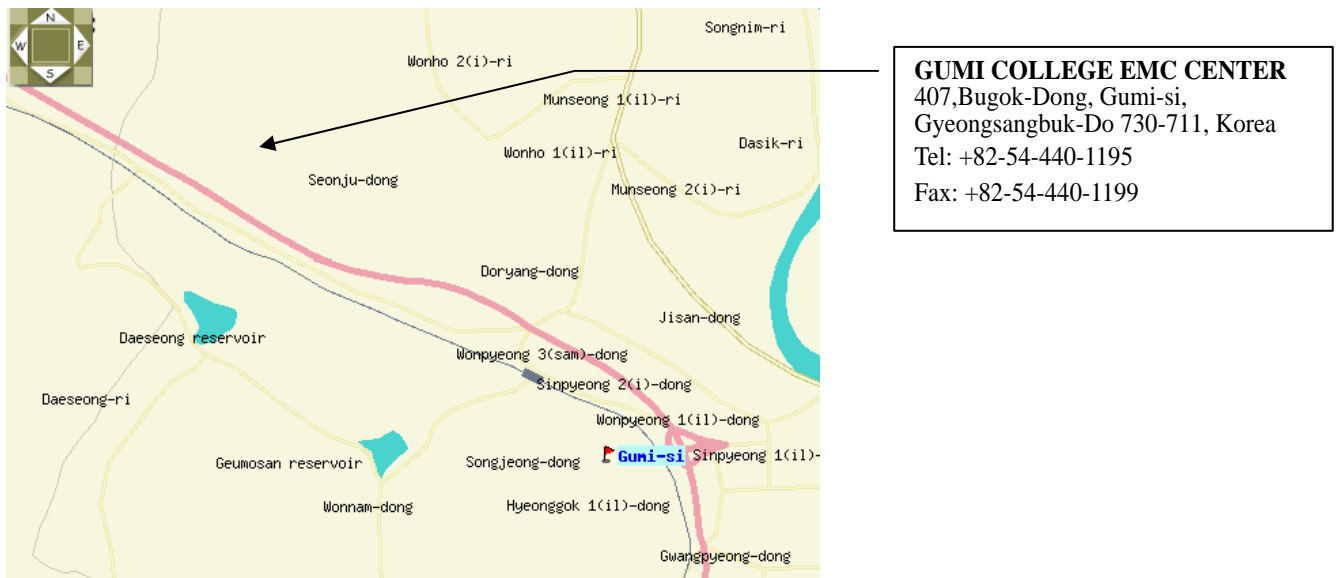 N
W
E
S
Songnim-ri
Wonho 2(i)-ri
Munseong 1(il)-ri
Dasik-ri
Wonho 1(il)-ri
Seonju-dong
Munseong 2(i)-ri
Doryang-dong
Jisan-dong
Daeseong reservoir
Wonpyeong 3(sam)-dong
Sinpyeong 2(i)-dong
Daeseong-ri
Wonpyeong 1(il)-dong
Gumi-si
Sinpyeong 1(il)-
Geumosan reservoir
Songjeong-dong
Wonnam-dong
Hyeonggok 1(il)-dong
Gwangpyeong-dong
GUMI COLLEGE EMC CENTER
407,Bugok-Dong, Gumi-si,
Gyeongsangbuk-Do 730-711, Korea
Tel: +82-54-440-1195
Fax: +82-54-440-1199